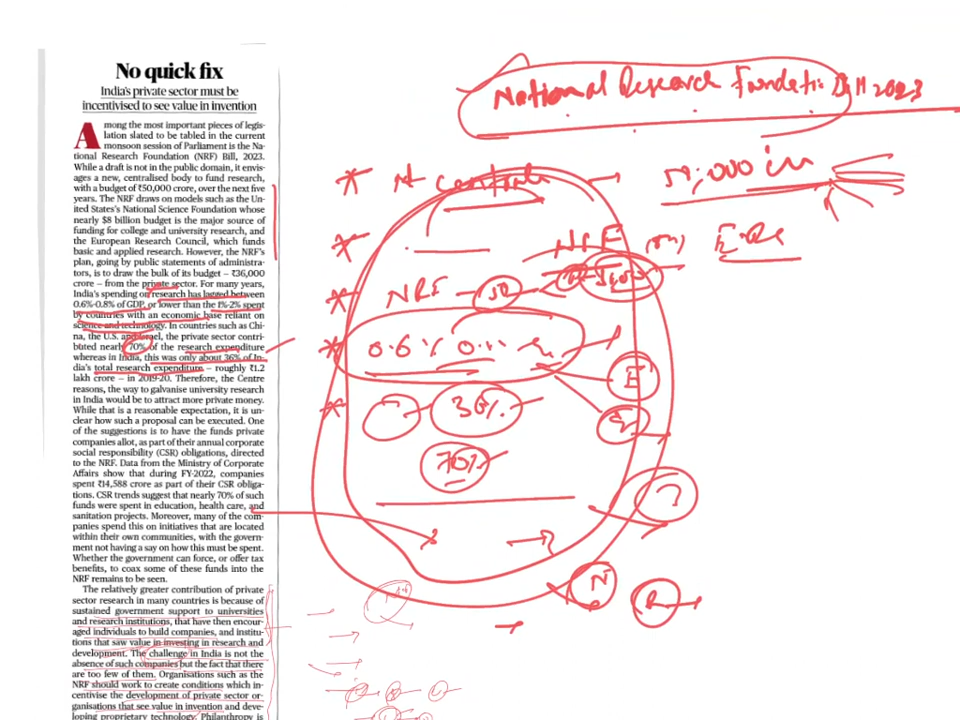 No quick fix
India's private sector must be
incentivised to see value in invention
Among the most important pieces of legis-
lation slated to be tabled in the current
monsoon session of Parliament is the Na-
tional Research Foundation (NRF) Bill, 2023.
While a draft is not in the public domain, it envis-
ages a new, centralised body to fund research,
with a budget of ₹50,000 crore, over the next five
years. The NRF draws on models such as the Un-
ited States's National Science Foundation whose
nearly $8 billion budget is the major source of
funding for college and university research, and
the European Research Council, which funds
basic and applied research. However, the NRF's
plan, going by public statements of administra-
tors, is to draw the bulk of its budget – ₹36,000
crore – from the private sector. For many years,
India's spending on research has lagged between
0.6%-0.8% of GDP, or lower than the 1%-2% spent
by countries with an economic base reliant on
science and technology. In countries such as Chi-
na, the U.S. and Israel, the private sector contri-
buted nearly 70% of the research expenditure
whereas in India, this was only about 36% of In-
dia's total research expenditure – roughly ₹1.2
lakh crore – in 2019-20. Therefore, the Centre
reasons, the way to galvanise university research
in India would be to attract more private money.
While that is a reasonable expectation, it is un-
clear how such a proposal can be executed. One
of the suggestions is to have the funds private
companies allot, as part of their annual corporate
social responsibility (CSR) obligations, directed
to the NRF. Data from the Ministry of Corporate
Affairs show that during FY-2022, companies
spent ₹14,588 crore as part of their CSR obliga-
tions. CSR trends suggest that nearly 70% of such
funds were spent in education, health care, and
sanitation projects. Moreover, many of the com-
panies spend this on initiatives that are located
within their own communities, with the govern-
ment not having a say on how this must be spent.
Whether the government can force, or offer tax
benefits, to coax some of these funds into the
NRF remains to be seen.
The relatively greater contribution of private
sector research in many countries is because of
sustained government support to universities
and research institutions, that have then encour-
aged individuals to build companies, and institu-
tions that saw value in investing in research and
development. The challenge in India is not the
absence of such companies but the fact that there
are too few of them. Organisations such as the
NRF should work to create conditions which in-
centivise the development of private sector or-
ganisations that see value in invention and deve-
loping proprietary technology. Philanthropy is
National Research Foundation Bill 2023
NRF 50
0.6%
E
36%
70%
?
N
R